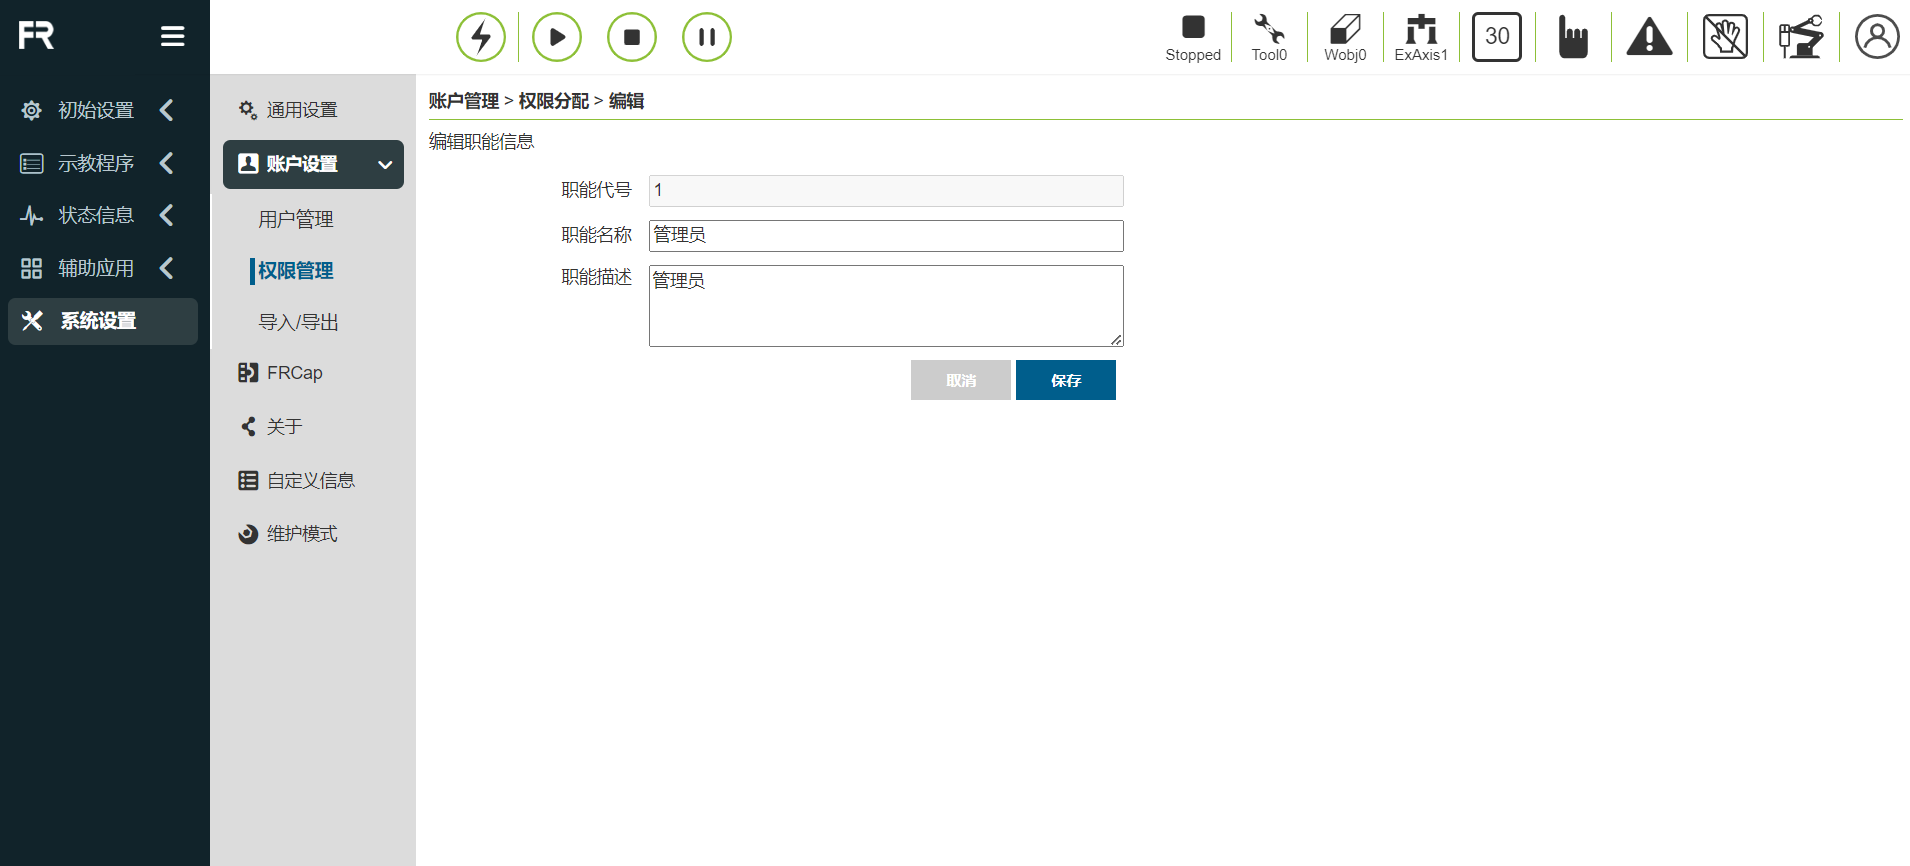 FR
Stopped
Tool0
Wobj0
ExAxis1
30
初始设置
示教程序
状态信息
辅助应用
系统设置
通用设置
账户设置
用户管理
权限管理
导入/导出
FRCap
关于
自定义信息
维护模式
账户管理 > 权限分配 > 编辑
编辑职能信息
职能代号 1
职能名称 管理员
职能描述 管理员
取消 保存